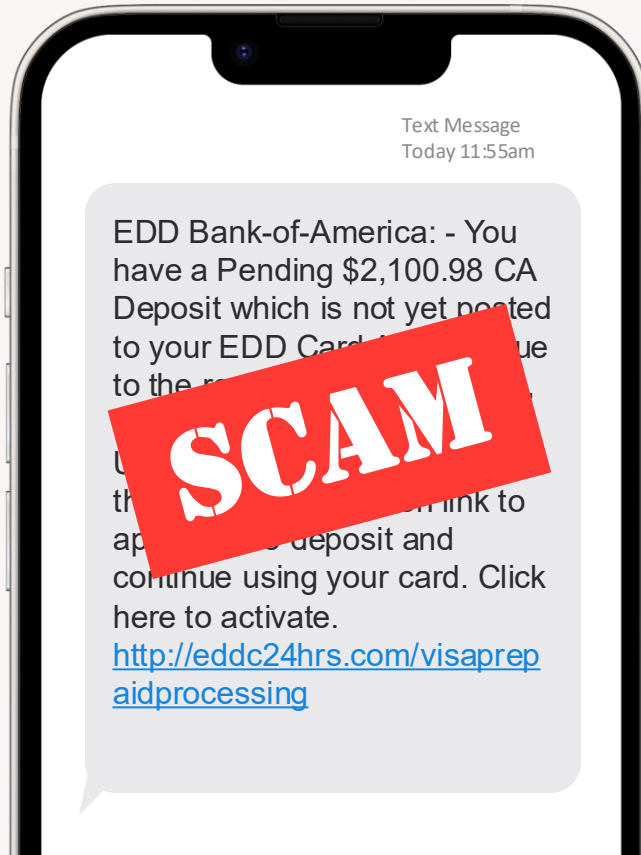 Text Message
Today 11:55am
EDD Bank-of-America: - You
have a Pending $2,100.98 CA
Deposit which is not yet posted
to your EDD Card
to the
SCAM
link to
deposit and
continue using your card. Click
here to activate.
http://eddc24hrs.com/visaprep
aidprocessing